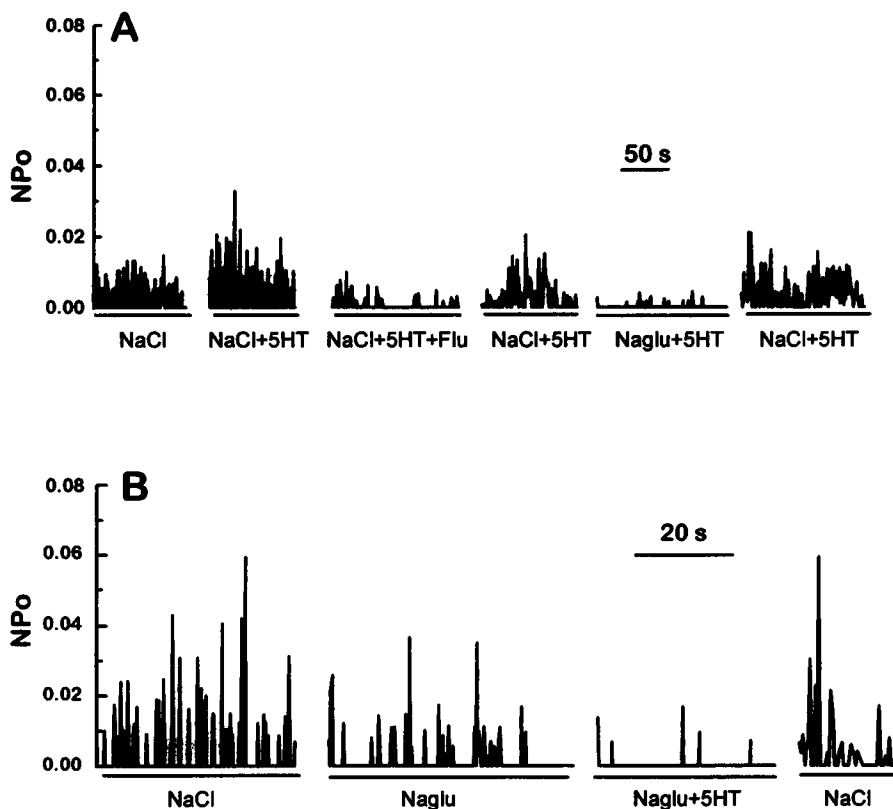 A
0.08
0.06
0.04
0.02
0.00
NPo
50 s
NaCl NaCl+5HT NaCl+5HT+Flu NaCl+5HT Naglu+5HT NaCl+5HT
B
0.08
0.06
0.04
0.02
0.00
NPo
20 s
NaCl Naglu Naglu+5HT NaCl